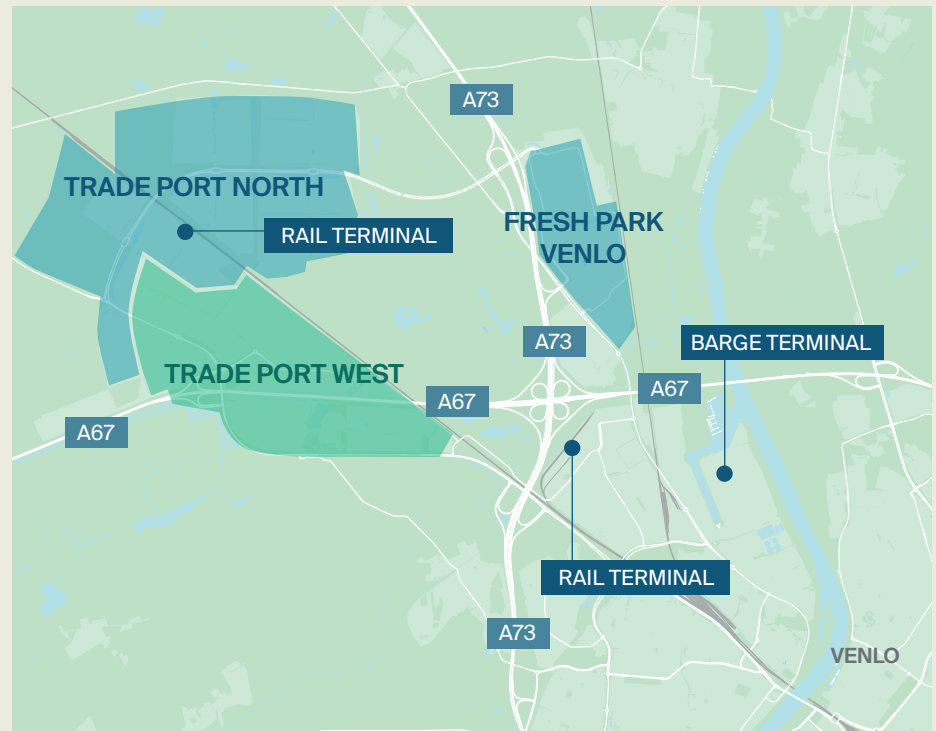 A73
TRADE PORT NORTH
FRESH PARK
VENLO
RAIL TERMINAL
A73
BARGE TERMINAL
TRADE PORT WEST
A67
A67
A67
RAIL TERMINAL
A73
VENLO